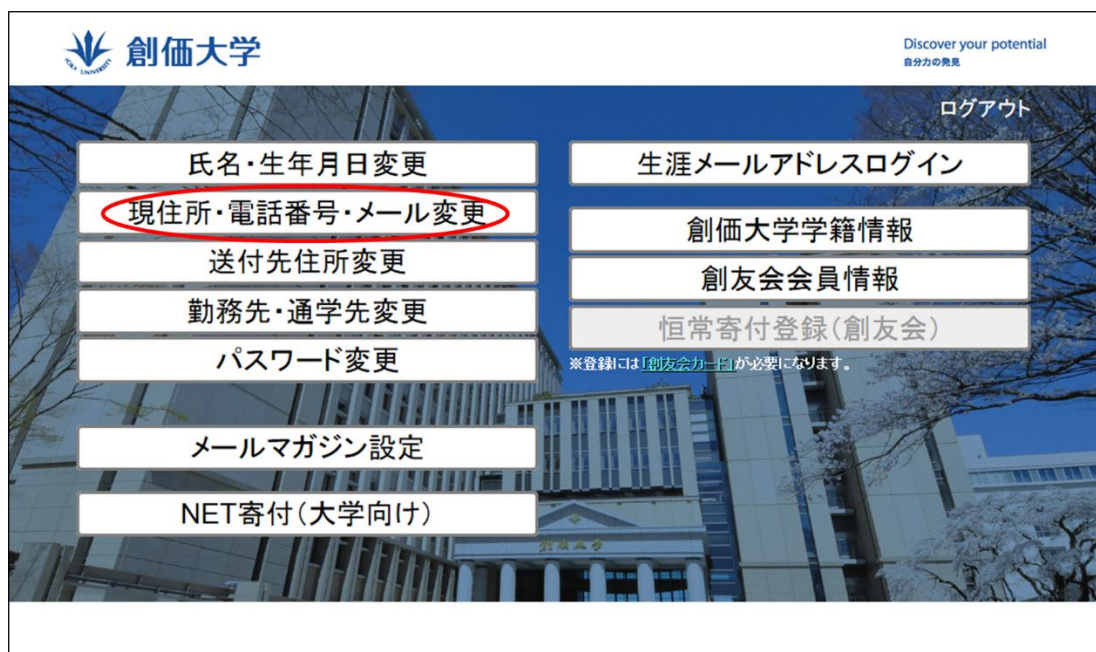 SOKA UNIVERSITY
創価大学
Discover your potential
自分力の発見
ログアウト
氏名・生年月日変更
現住所・電話番号・メール変更
送付先住所変更
勤務先・通学先変更
パスワード変更
メールマガジン設定
NET寄付(大学向け)
生涯メールアドレスログイン
創価大学学籍情報
創友会会員情報
恒常寄付登録(創友会)
※登録には「創友会カード」が必要になります。
創價大学